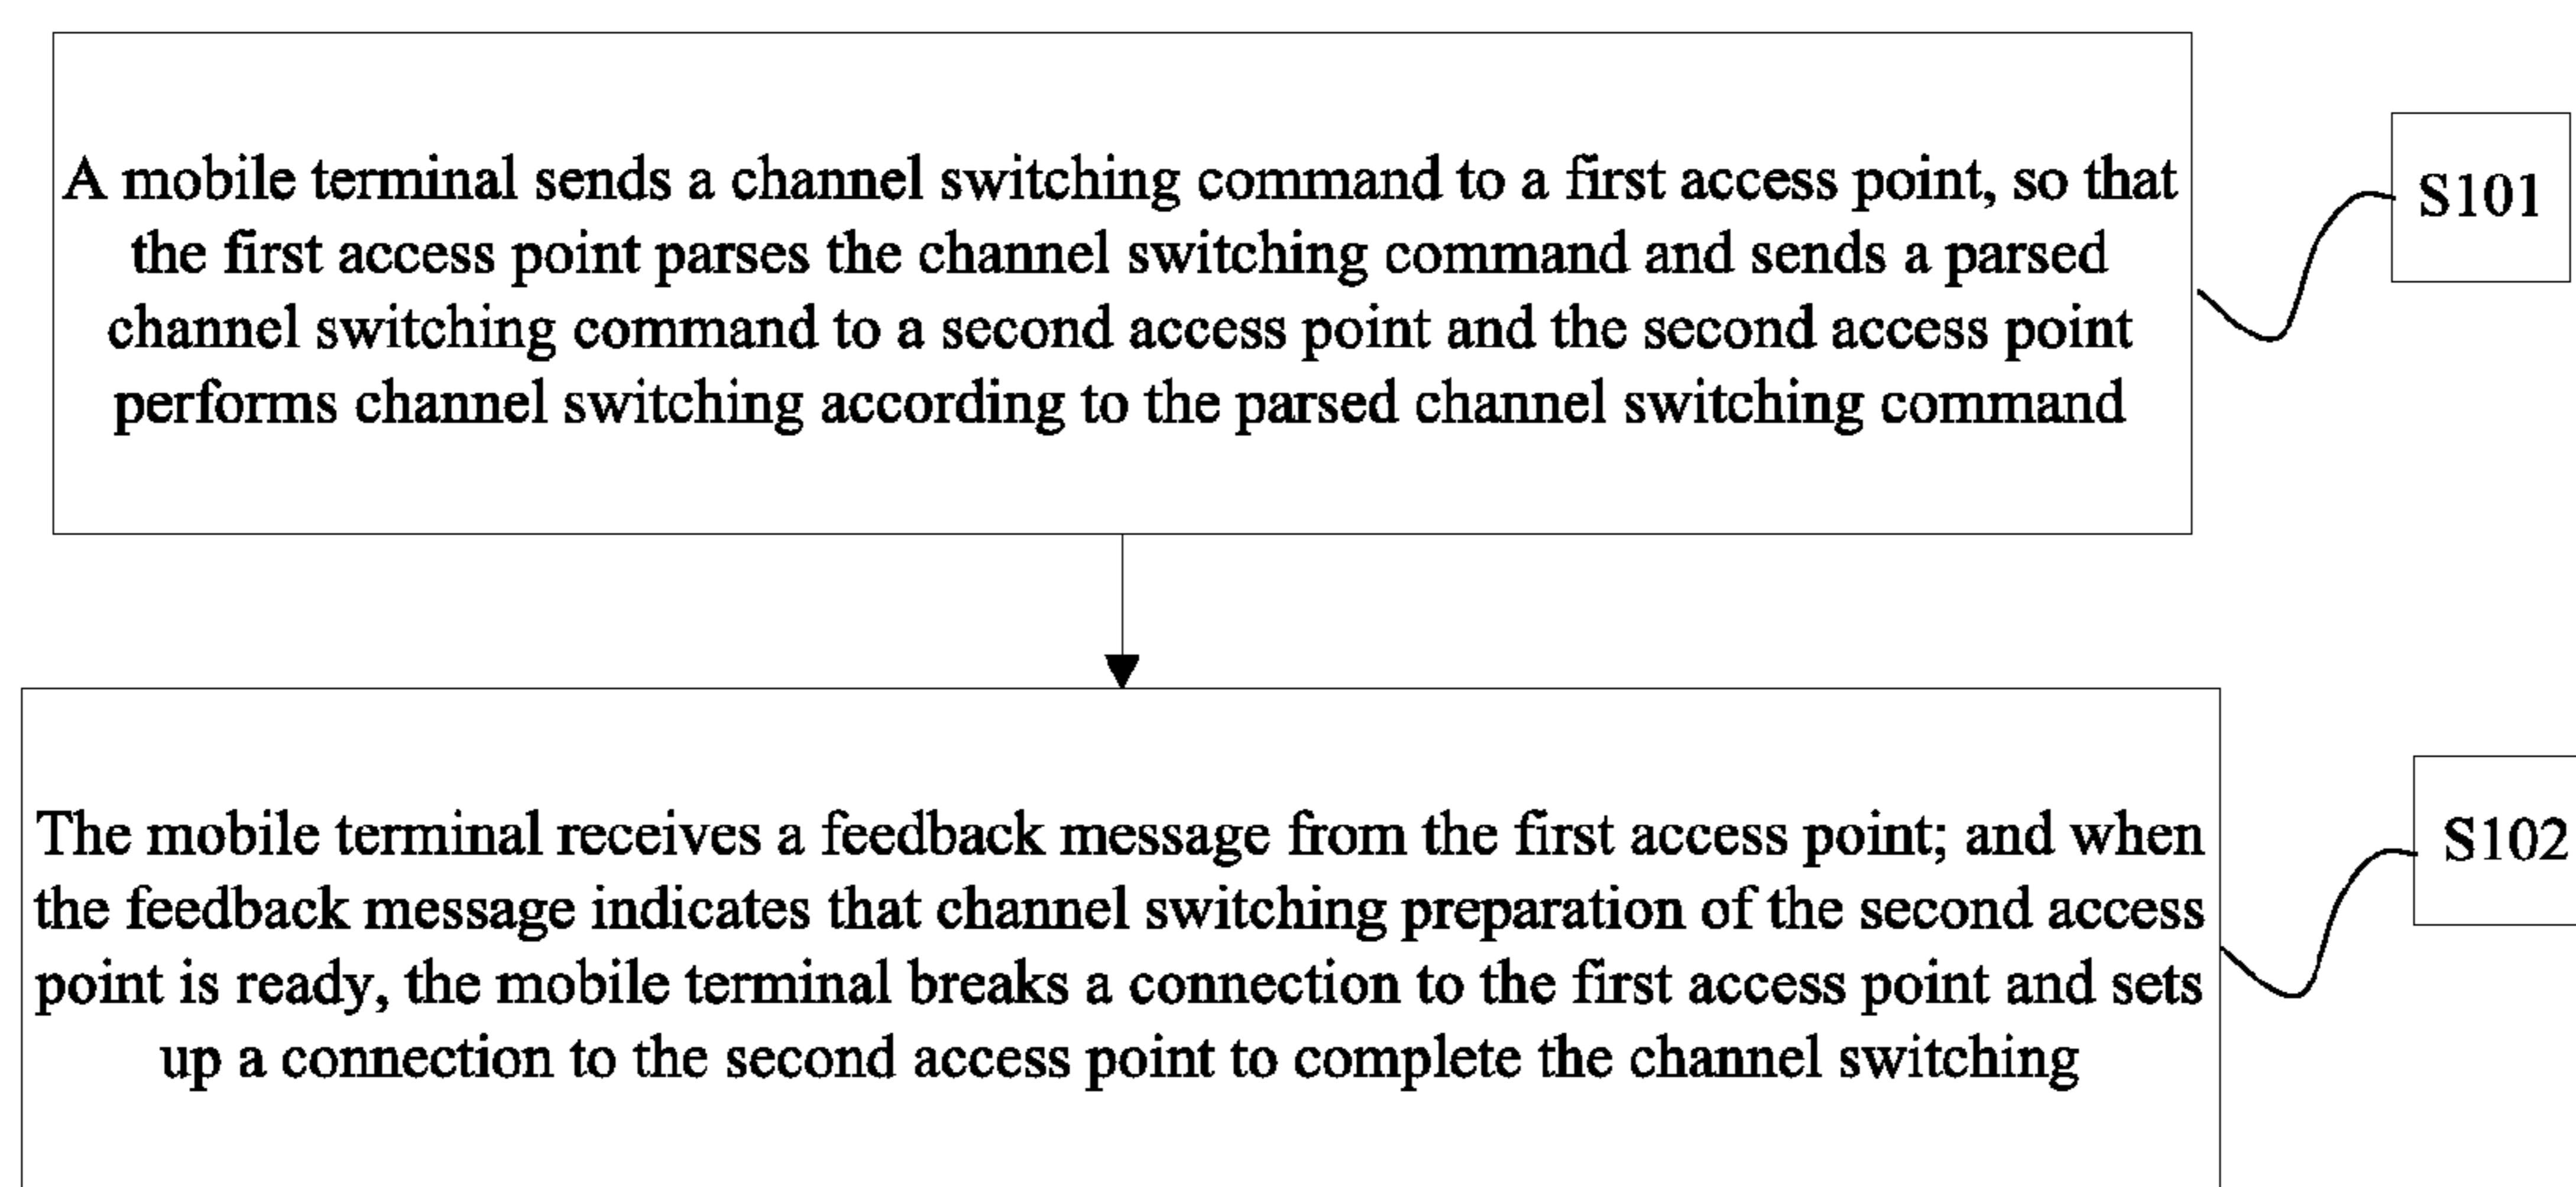 A mobile terminal sends a channel switching command to a first access point, so that
the first access point parses the channel switching command and sends a parsed
channel switching command to a second access point and the second access point
performs channel switching according to the parsed channel switching command
S101
The mobile terminal receives a feedback message from the first access point; and when
the feedback message indicates that channel switching preparation of the second access
point is ready, the mobile terminal breaks a connection to the first access point and sets
up a connection to the second access point to complete the channel switching
S102